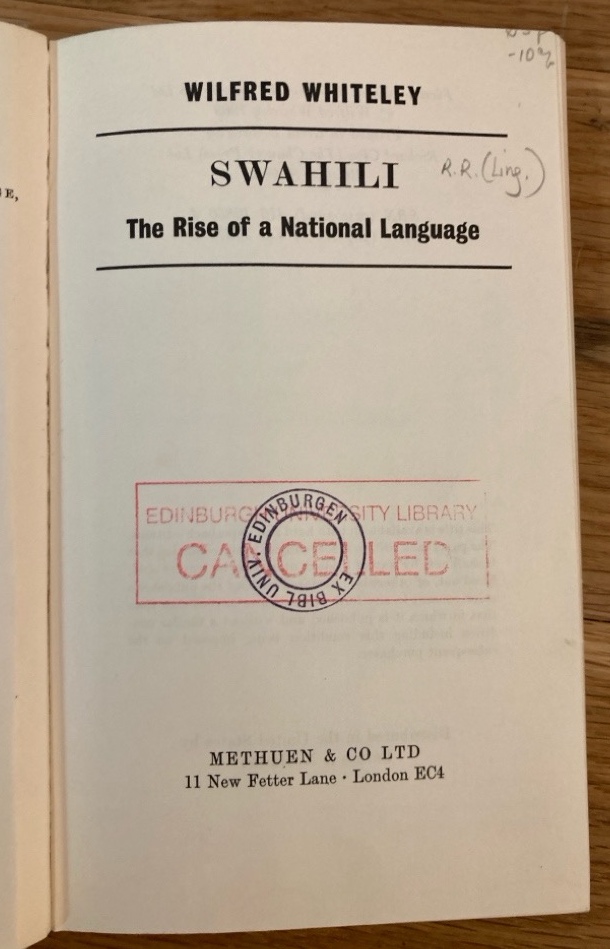 -10%
WILFRED WHITELEY
SWAHILI
R.R. (Ling.)
The Rise of a National Language
E,
EDINBURGH UNIVERSITY LIBRARY
CANCELLED
EX BIBL UNIV. EDINBURGEN
METHUEN & CO LTD
11 New Fetter Lane · London EC4